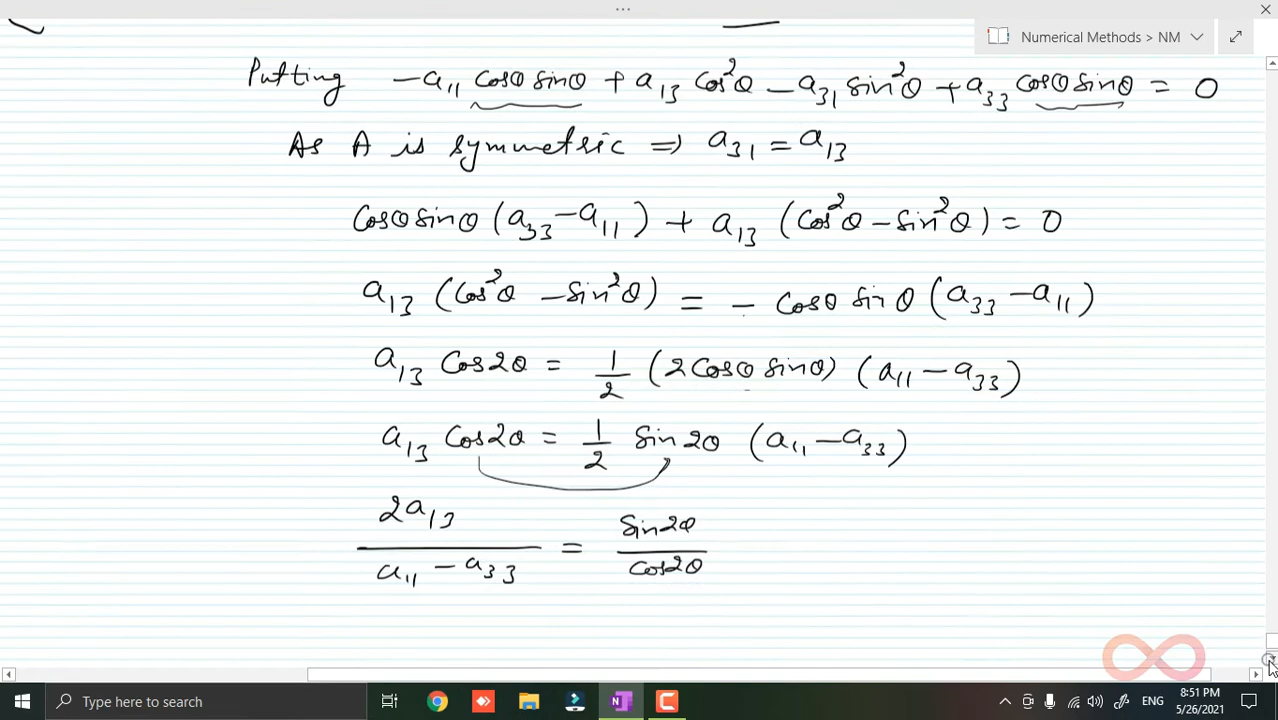 Numerical Methods > NM
Putting -a₁₁ cosθ sinθ + a₁₃ cos²θ - a₃₁ sin²θ + a₃₃ cosθ sinθ = 0
As A is symmetric ⇒ a₃₁ = a₁₃
cosθ sinθ (a₃₃ - a₁₁) + a₁₃ (cos²θ - sin²θ) = 0
a₁₃ (cos²θ - sin²θ) = - cosθ sinθ (a₃₃ - a₁₁)
a₁₃ cos2θ = 1/2 (2cosθ sinθ) (a₁₁ - a₃₃)
a₁₃ cos2θ = 1/2 sin2θ (a₁₁ - a₃₃)
2a₁₃/(a₁₁ - a₃₃) = sin2θ/cos2θ
Type here to search
ENG
8:51 PM
5/26/2021